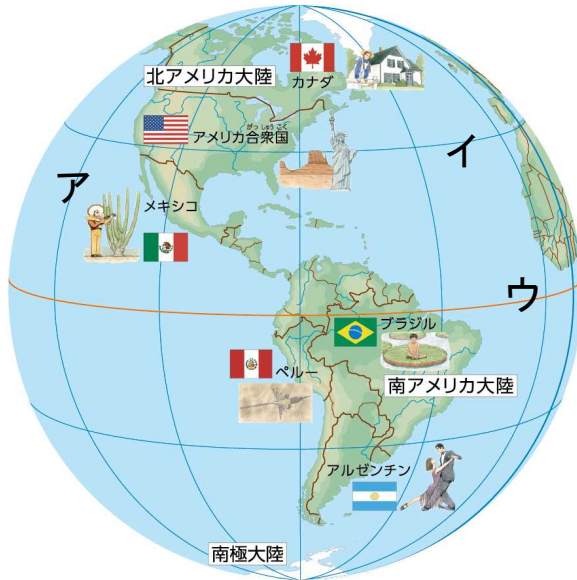 北アメリカ大陸
カナダ
がっしゅうこく
アメリカ合衆国
イ
ア
メキシコ
ウ
ブラジル
ペルー
南アメリカ大陸
アルゼンチン
南極大陸